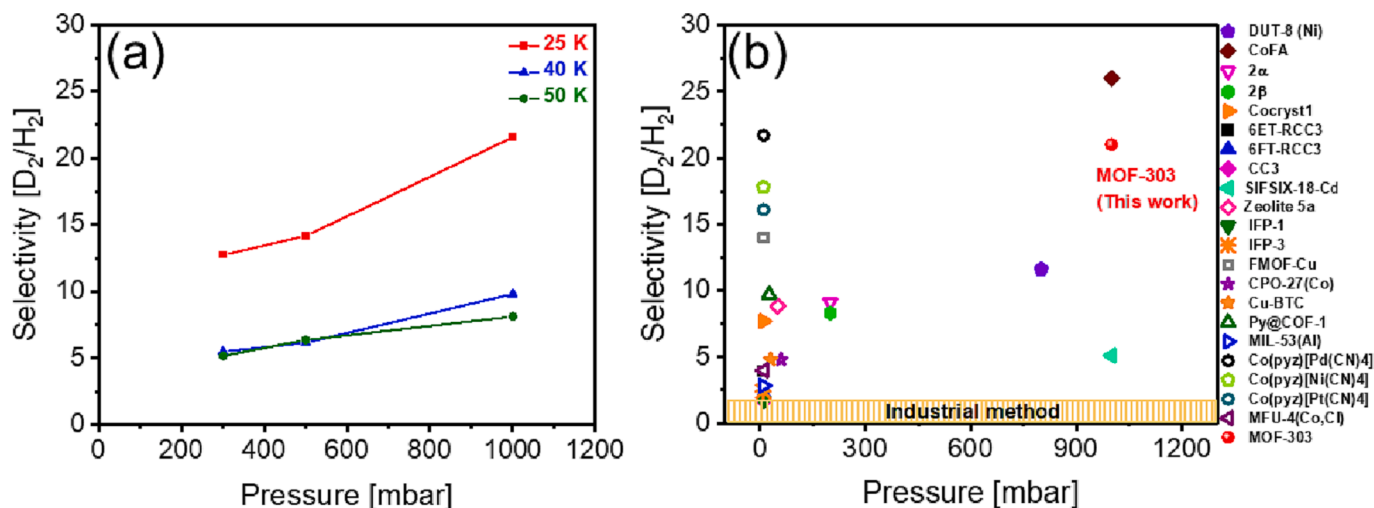 (a)
25 K
40 K
50 K
Selectivity [D₂/H₂]
30
25
20
15
10
5
0
0
200
400
600
800
1000
1200
Pressure [mbar]
(b)
MOF-303
(This work)
Industrial method
Selectivity [D₂/H₂]
30
25
20
15
10
5
0
0
300
600
900
1200
Pressure [mbar]
DUT-8 (Ni)
CoFA
2α
2β
Cocryst1
6ET-RCC3
6FT-RCC3
CC3
SIFSIX-18-Cd
Zeolite 5a
IFP-1
IFP-3
FMOF-Cu
CPO-27(Co)
Cu-BTC
Py@COF-1
MIL-53(Al)
Co(pyz)[Pd(CN)4]
Co(pyz)[Ni(CN)4]
Co(pyz)[Pt(CN)4]
MFU-4(Co,Cl)
MOF-303